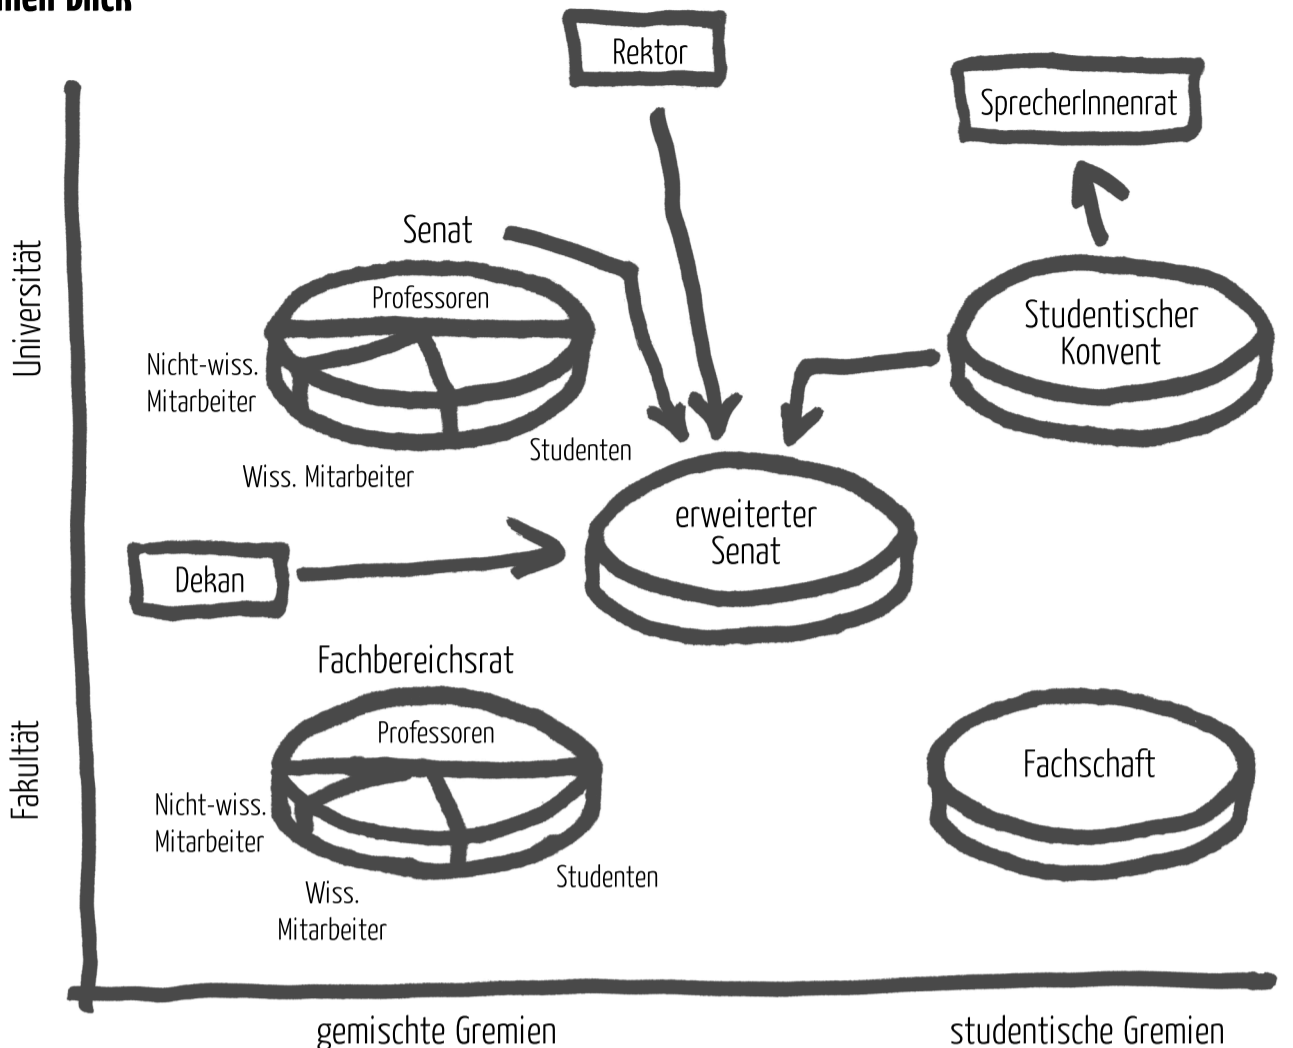 Rektor
SprecherInnenrat
Universität
Senat
Professoren
Nicht-wiss.
Mitarbeiter
Wiss. Mitarbeiter
Studenten
Studentischer
Konvent
erweiterter
Senat
Dekan
Fakultät
Fachbereichsrat
Professoren
Nicht-wiss.
Mitarbeiter
Wiss.
Mitarbeiter
Studenten
Fachschaft
gemischte Gremien
studentische Gremien